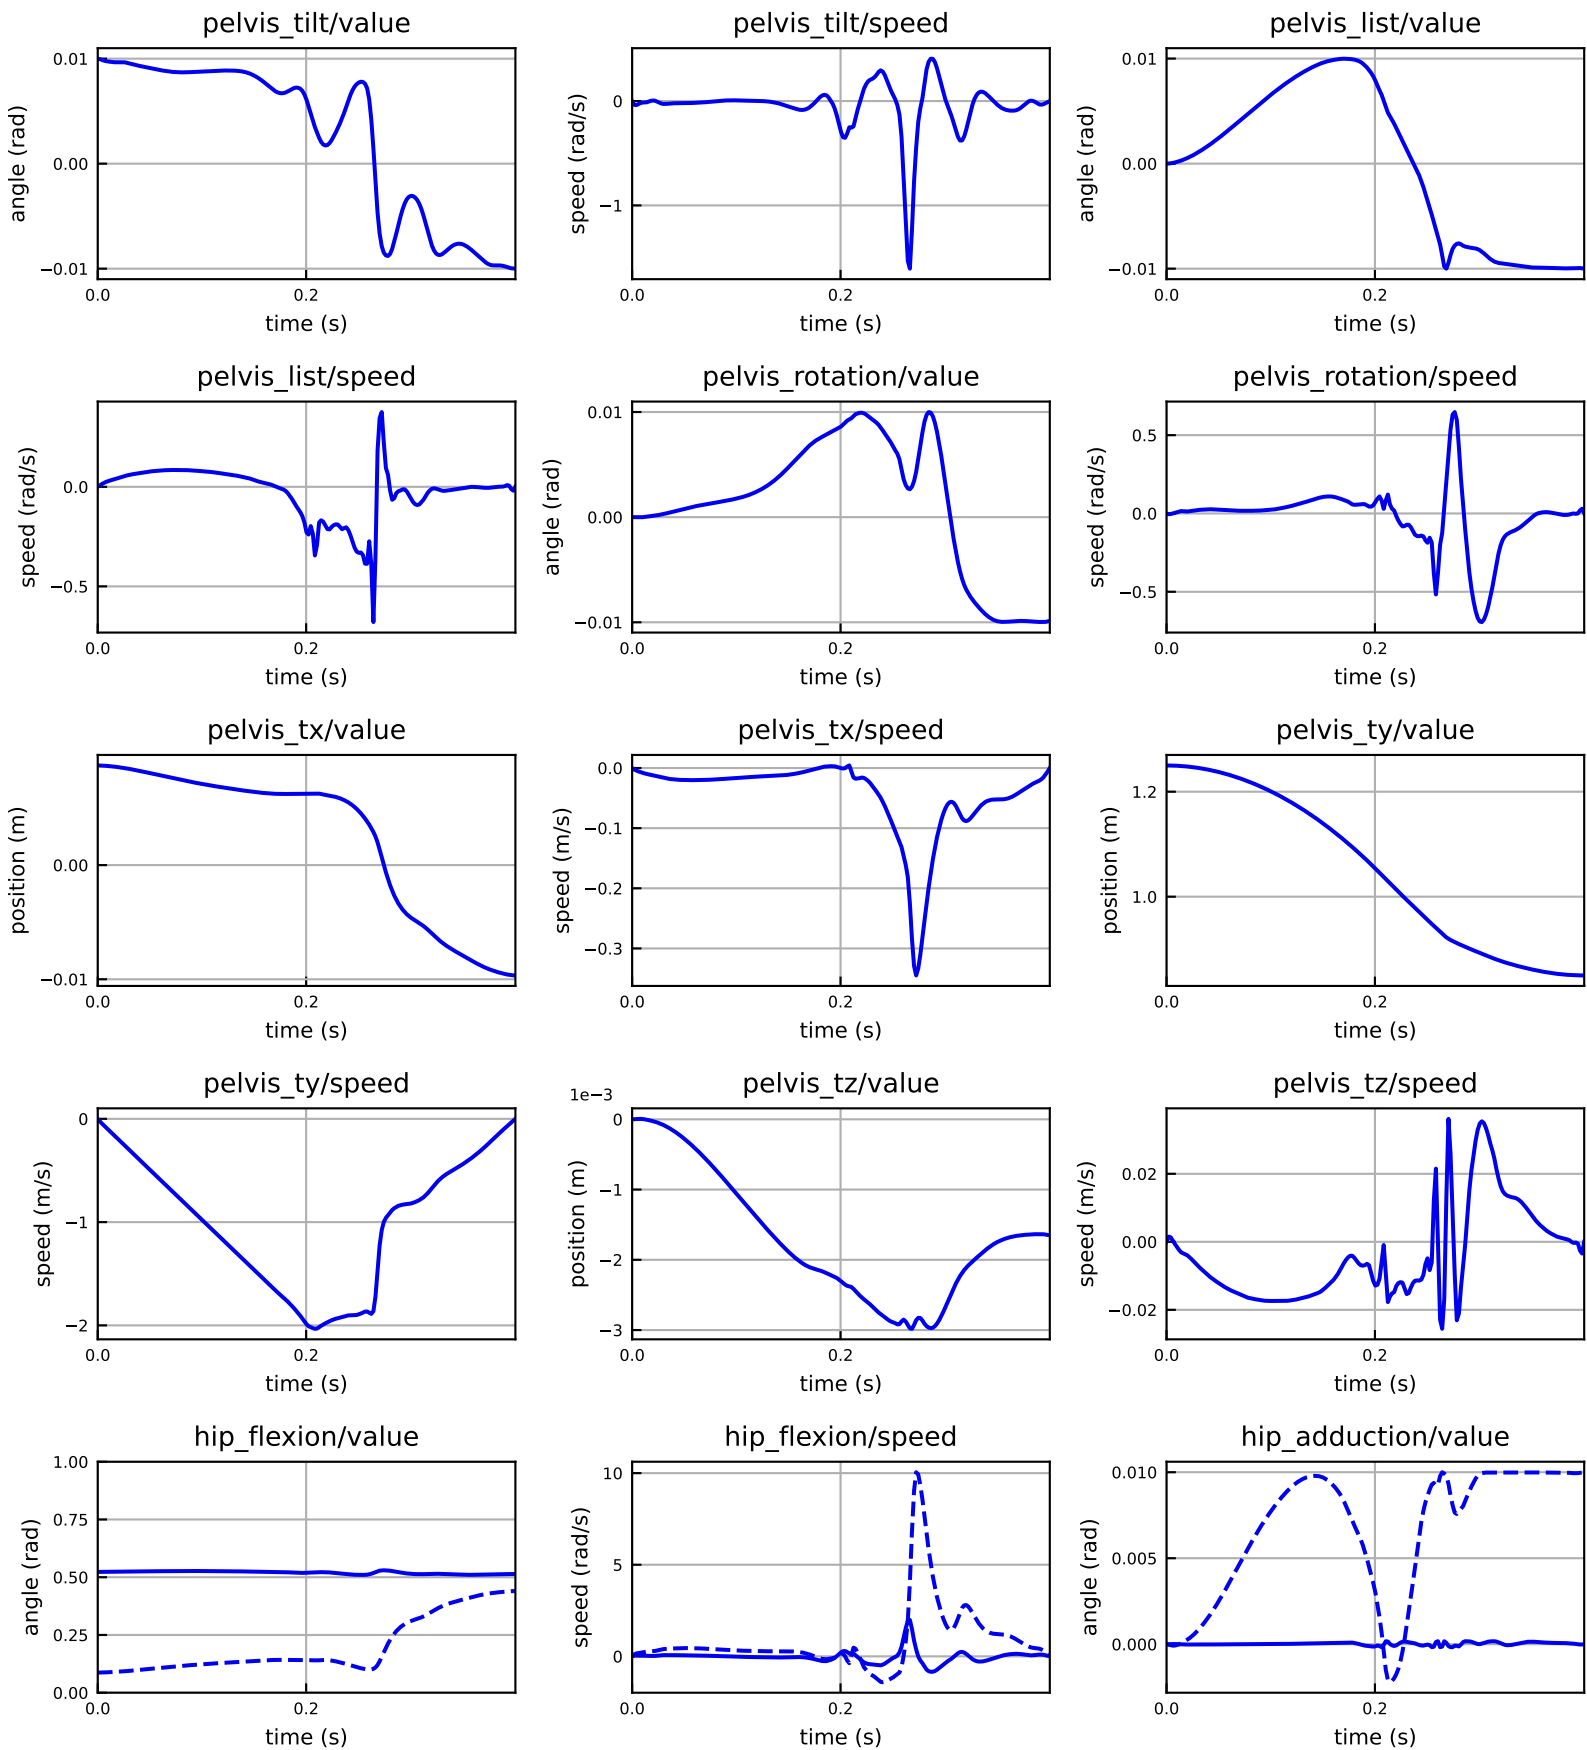 pelvis_tilt/value
pelvis_tilt/speed
pelvis_list/value
0.01
0.00
−0.01
angle (rad)
0.0
0.2
time (s)
0
−1
speed (rad/s)
0.0
0.2
time (s)
0.01
0.00
−0.01
angle (rad)
0.0
0.2
time (s)
pelvis_list/speed
pelvis_rotation/value
pelvis_rotation/speed
0.0
−0.5
speed (rad/s)
0.0
0.2
time (s)
0.01
0.00
−0.01
angle (rad)
0.0
0.2
time (s)
0.5
0.0
−0.5
speed (rad/s)
0.0
0.2
time (s)
pelvis_tx/value
pelvis_tx/speed
pelvis_ty/value
0.00
−0.01
position (m)
0.0
0.2
time (s)
0.0
−0.1
−0.2
−0.3
speed (m/s)
0.0
0.2
time (s)
1.2
1.0
position (m)
0.0
0.2
time (s)
pelvis_ty/speed
pelvis_tz/value
pelvis_tz/speed
0
−1
−2
speed (m/s)
0.0
0.2
time (s)
1e−3
0
−1
−2
−3
position (m)
0.0
0.2
time (s)
0.02
0.00
−0.02
speed (m/s)
0.0
0.2
time (s)
hip_flexion/value
hip_flexion/speed
hip_adduction/value
1.00
0.75
0.50
0.25
0.00
angle (rad)
0.0
0.2
time (s)
10
5
0
speed (rad/s)
0.0
0.2
time (s)
0.010
0.005
0.000
angle (rad)
0.0
0.2
time (s)